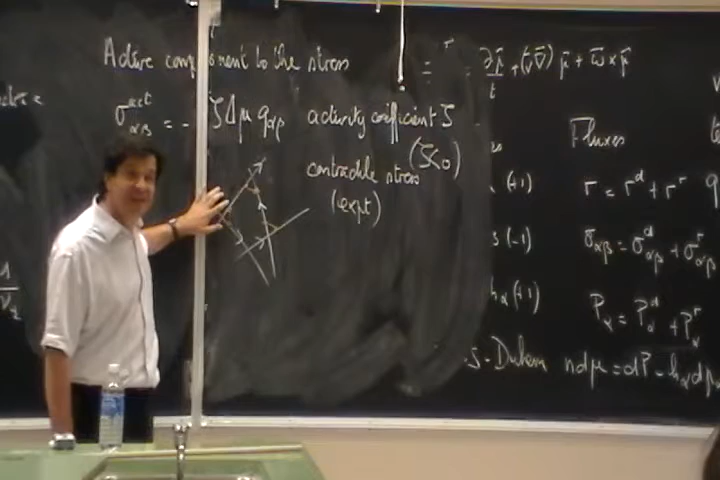 Active component to the stress
σ^act_αβ = - ζΔμ q_αβ activity coefficient ζ
(ζ<0)
contractile stress
(expt)
∂p̄/t + (v̄∇̄) p̄ + ω̄ × p̄
Fluxes
(+1) r = r^d + r^r
(-1) σ_αβ = σ^d_αβ + σ^r_αβ
(+1) P_α = P^d_α + P^r_α
Duhem ndμ = dP - h_α dp